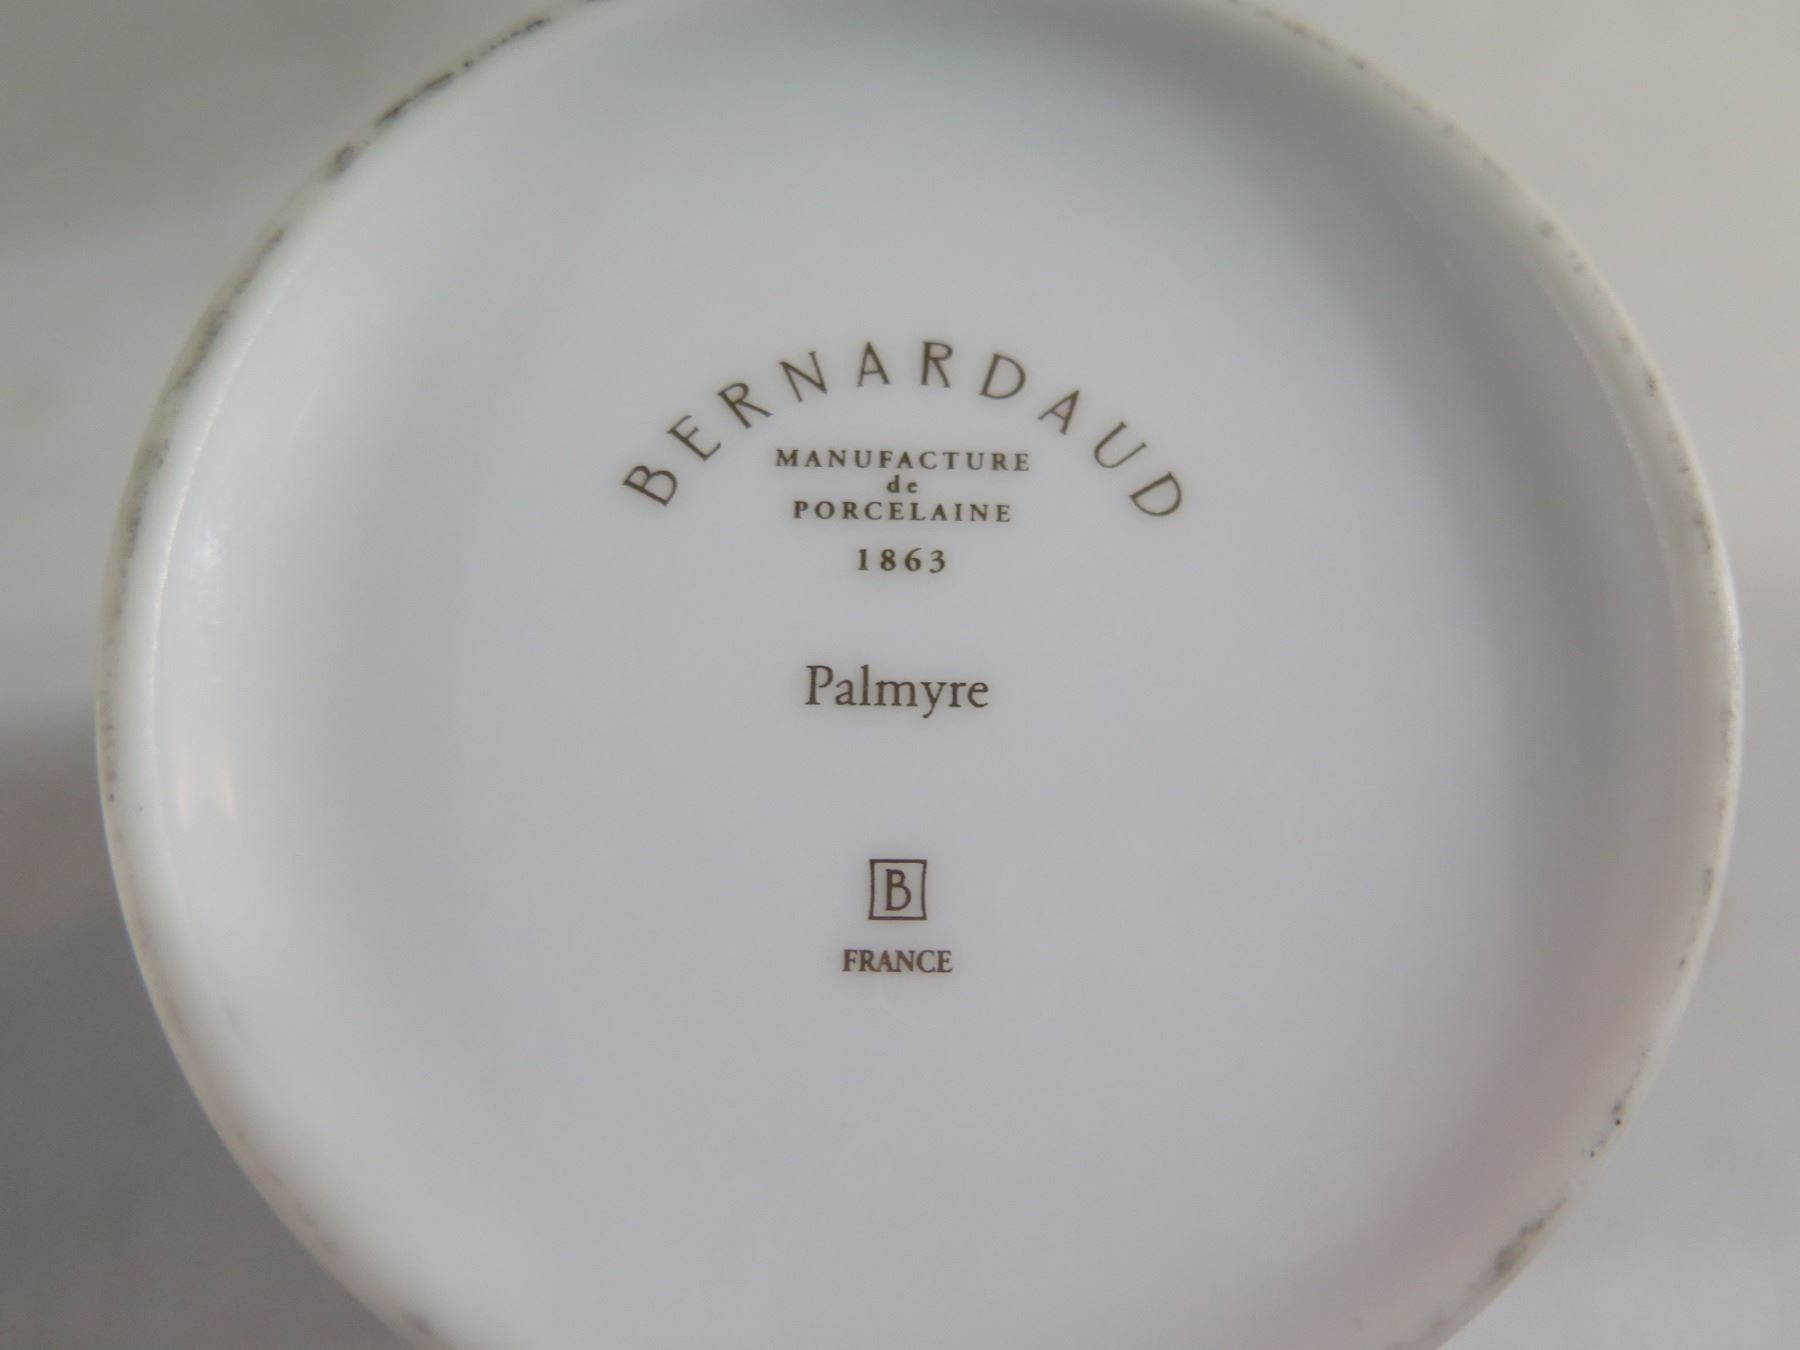 BERNARDAUD
MANUFACTURE
de
PORCELAINE
1863
Palmyre
B
FRANCE